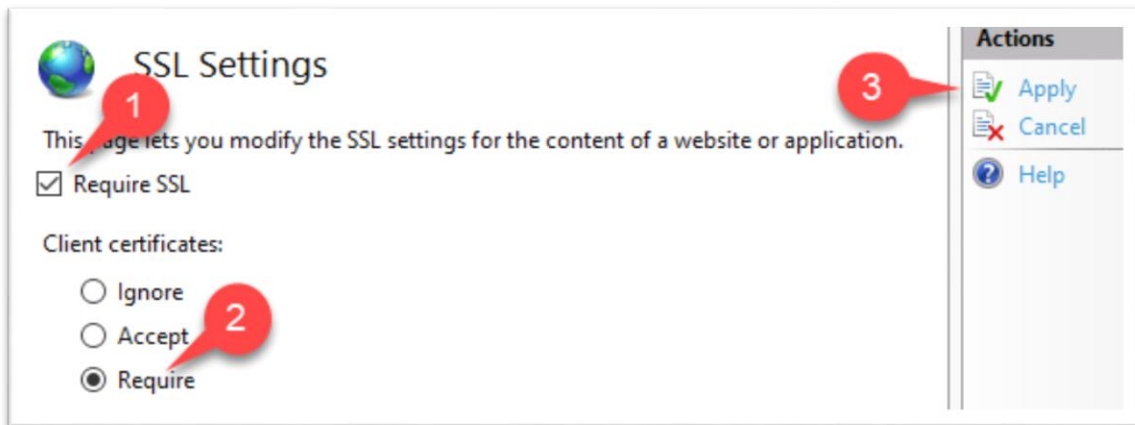 SSL Settings
1
This page lets you modify the SSL settings for the content of a website or application.
Require SSL
Client certificates:
Ignore
Accept
2
Require
Actions
3
Apply
Cancel
Help